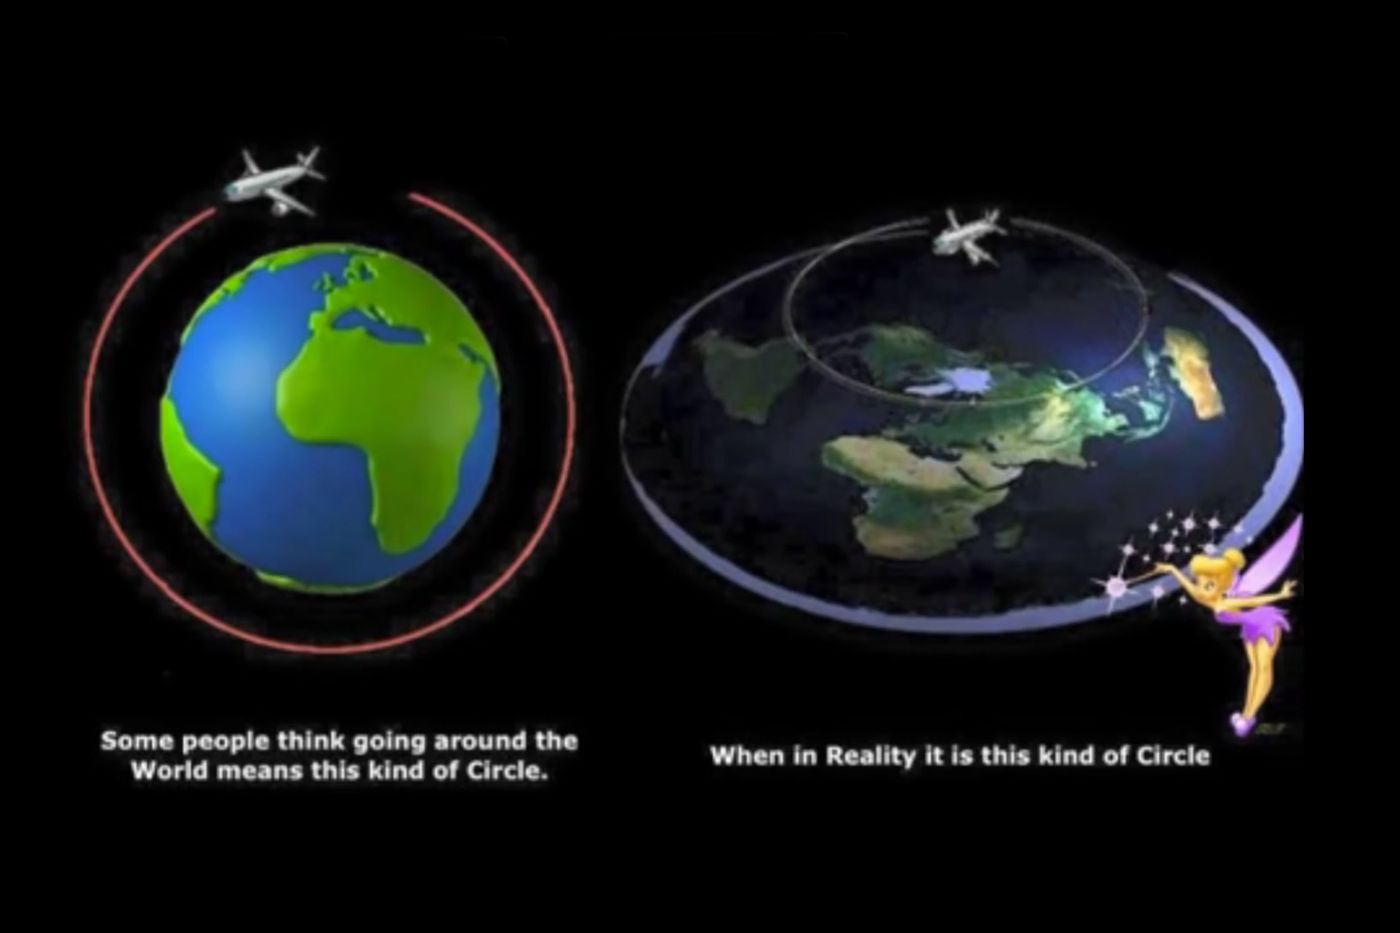 Some people think going around the
World means this kind of Circle.
When in Reality it is this kind of Circle